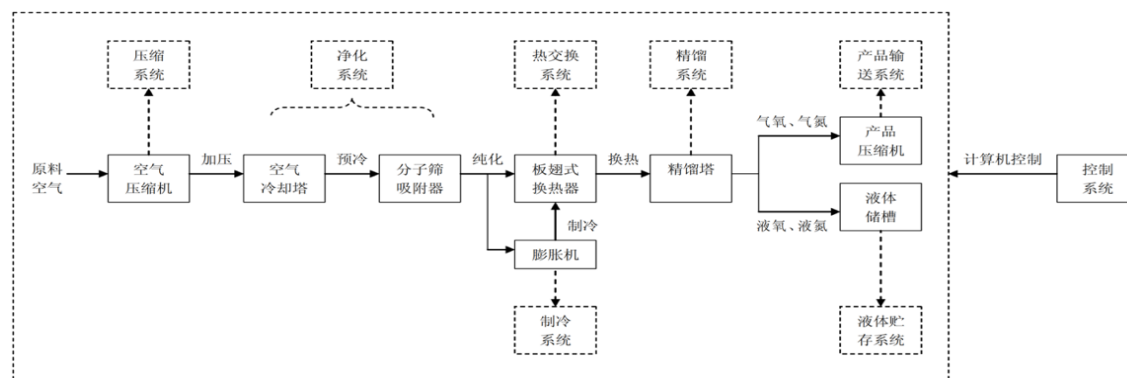 压缩
系统
净化
系统
热交换
系统
精馏
系统
产品输
送系统
原料
空气
空气
压缩机
加压
空气
冷却塔
预冷
分子筛
吸附器
纯化
板翅式
换热器
换热
精馏塔
气氧、气氮
产品
压缩机
计算机控制
控制
系统
制冷
膨胀机
液氧、液氮
液体
储槽
制冷
系统
液体贮
存系统